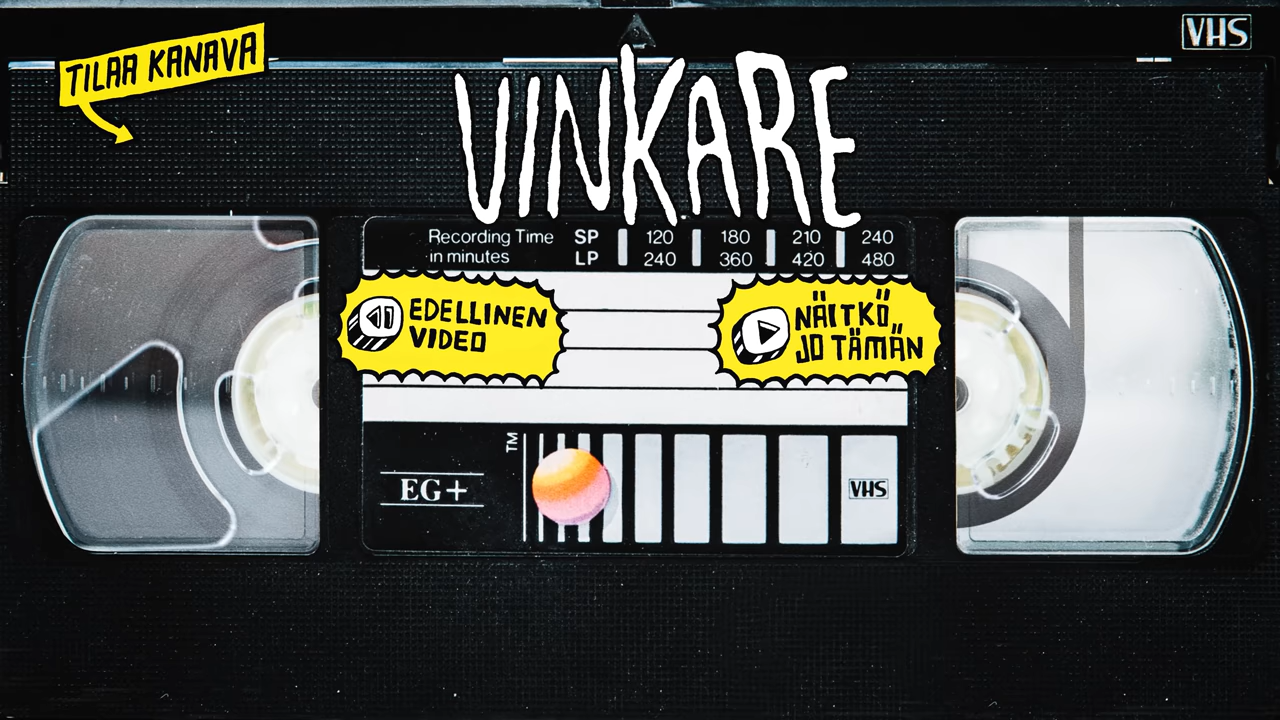 TILAA KANAVA
VHS
VINKARE
Recording Time SP 120 180 210 240
in minutes LP 240 360 420 480
EDELLINEN
VIDEO
NÄITKÖ
JO TÄMÄN
TM
EG+
VHS